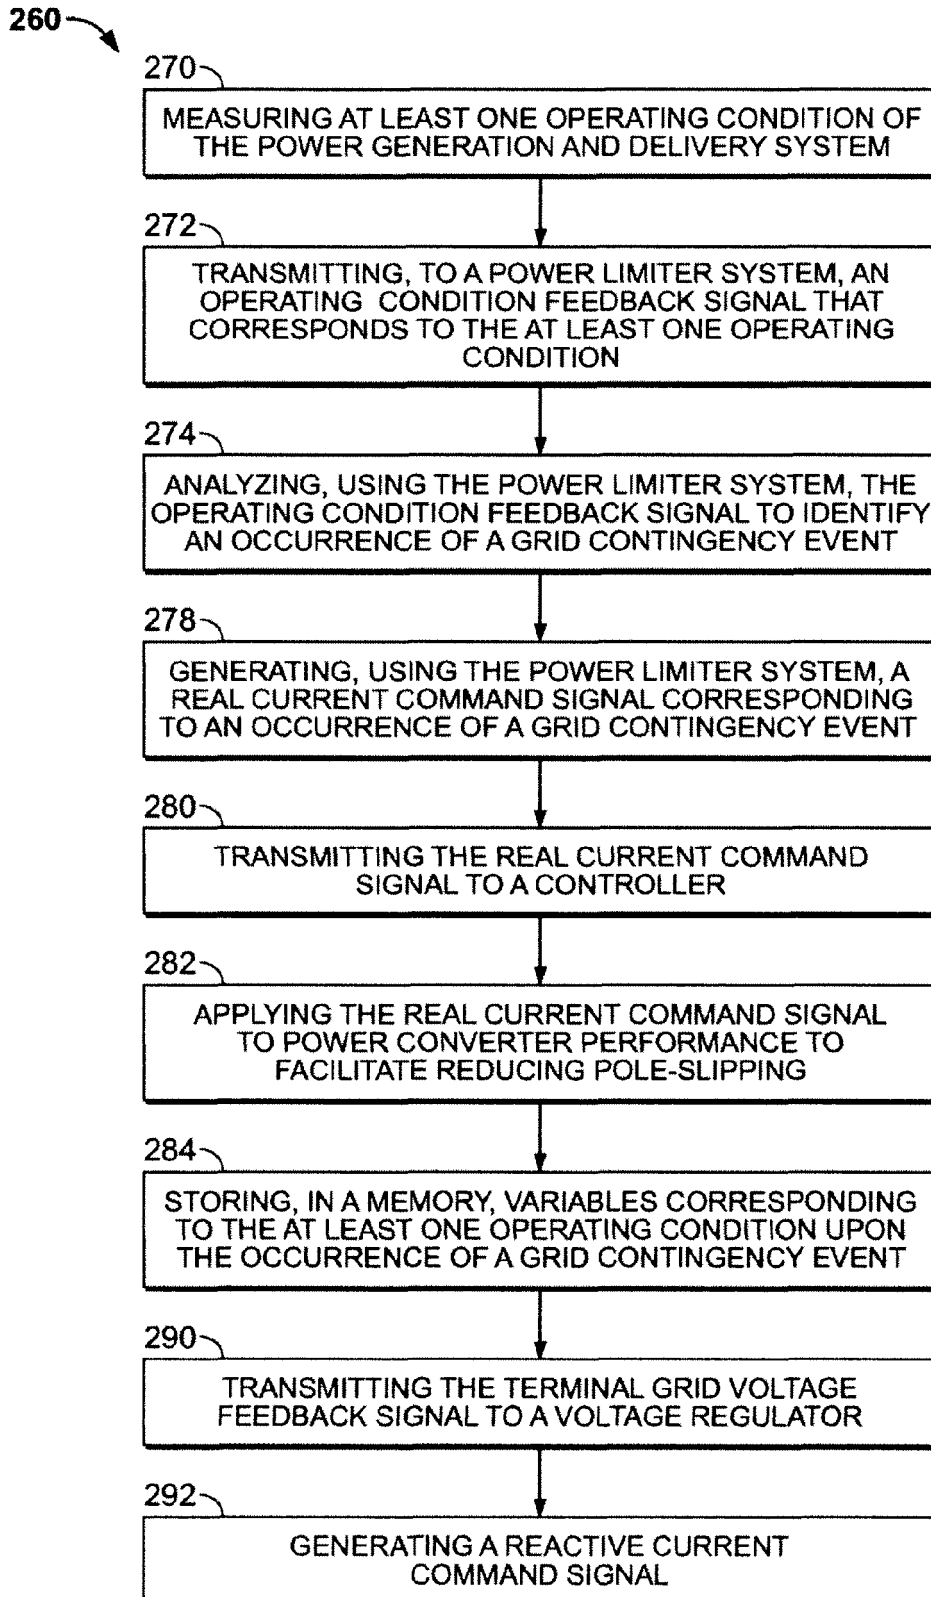 260
270
MEASURING AT LEAST ONE OPERATING CONDITION OF
THE POWER GENERATION AND DELIVERY SYSTEM
272
TRANSMITTING, TO A POWER LIMITER SYSTEM, AN
OPERATING CONDITION FEEDBACK SIGNAL THAT
CORRESPONDS TO THE AT LEAST ONE OPERATING
CONDITION
274
ANALYZING, USING THE POWER LIMITER SYSTEM, THE
OPERATING CONDITION FEEDBACK SIGNAL TO IDENTIFY
AN OCCURRENCE OF A GRID CONTINGENCY EVENT
278
GENERATING, USING THE POWER LIMITER SYSTEM, A
REAL CURRENT COMMAND SIGNAL CORRESPONDING
TO AN OCCURRENCE OF A GRID CONTINGENCY EVENT
280
TRANSMITTING THE REAL CURRENT COMMAND
SIGNAL TO A CONTROLLER
282
APPLYING THE REAL CURRENT COMMAND SIGNAL
TO POWER CONVERTER PERFORMANCE TO
FACILITATE REDUCING POLE-SLIPPING
284
STORING, IN A MEMORY, VARIABLES CORRESPONDING
TO THE AT LEAST ONE OPERATING CONDITION UPON
THE OCCURRENCE OF A GRID CONTINGENCY EVENT
290
TRANSMITTING THE TERMINAL GRID VOLTAGE
FEEDBACK SIGNAL TO A VOLTAGE REGULATOR
292
GENERATING A REACTIVE CURRENT
COMMAND SIGNAL